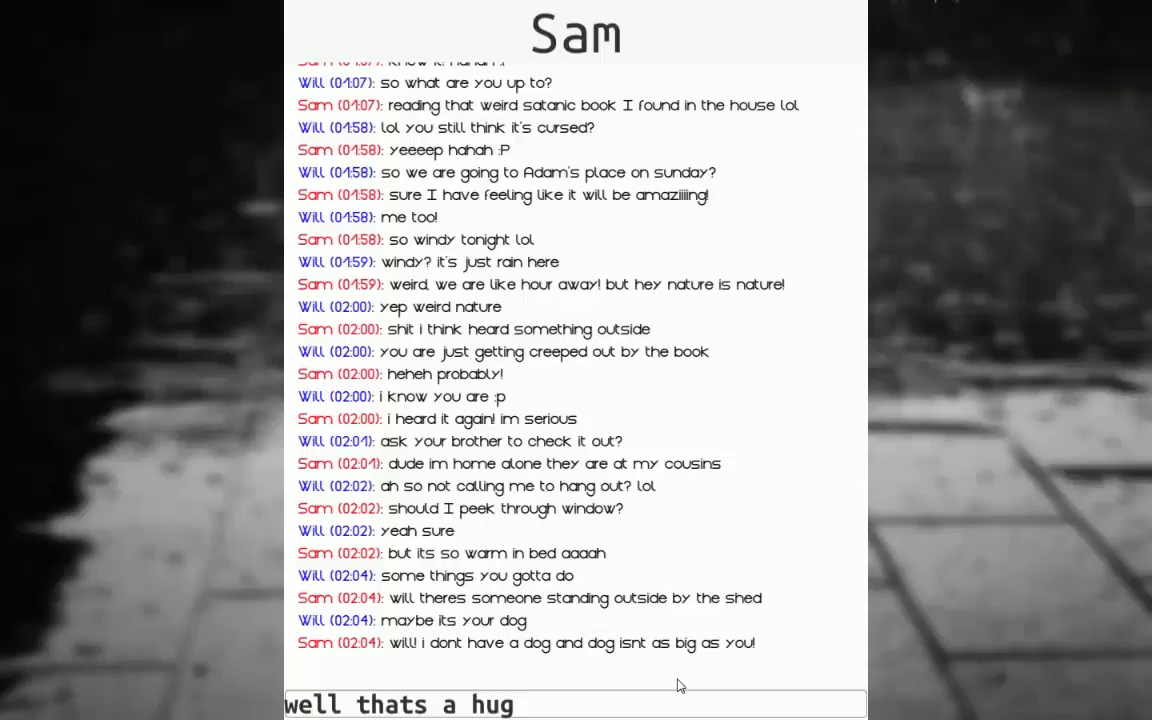 Sam
Will (01:07): so what are you up to?
Sam (01:07): reading that weird satanic book I found in the house lol
Will (01:58): lol you still think it's cursed?
Sam (01:58): yeeeep hahah :P
Will (01:58): so we are going to Adam's place on sunday?
Sam (01:58): sure I have feeling like it will be amaziiiing!
Will (01:58): me too!
Sam (01:58): so windy tonight lol
Will (01:59): windy? it's just rain here
Sam (01:59): weird, we are like hour away! but hey nature is nature!
Will (02:00): yep weird nature
Sam (02:00): shit i think heard something outside
Will (02:00): you are just getting creeped out by the book
Sam (02:00): heheh probably!
Will (02:00): i know you are :p
Sam (02:00): i heard it again! im serious
Will (02:01): ask your brother to check it out?
Sam (02:01): dude im home alone they are at my cousins
Will (02:02): ah so not calling me to hang out? lol
Sam (02:02): should I peek through window?
Will (02:02): yeah sure
Sam (02:02): but its so warm in bed aaaah
Will (02:04): some things you gotta do
Sam (02:04): will theres someone standing outside by the shed
Will (02:04): maybe its your dog
Sam (02:04): will! i dont have a dog and dog isnt as big as you!
well thats a hug